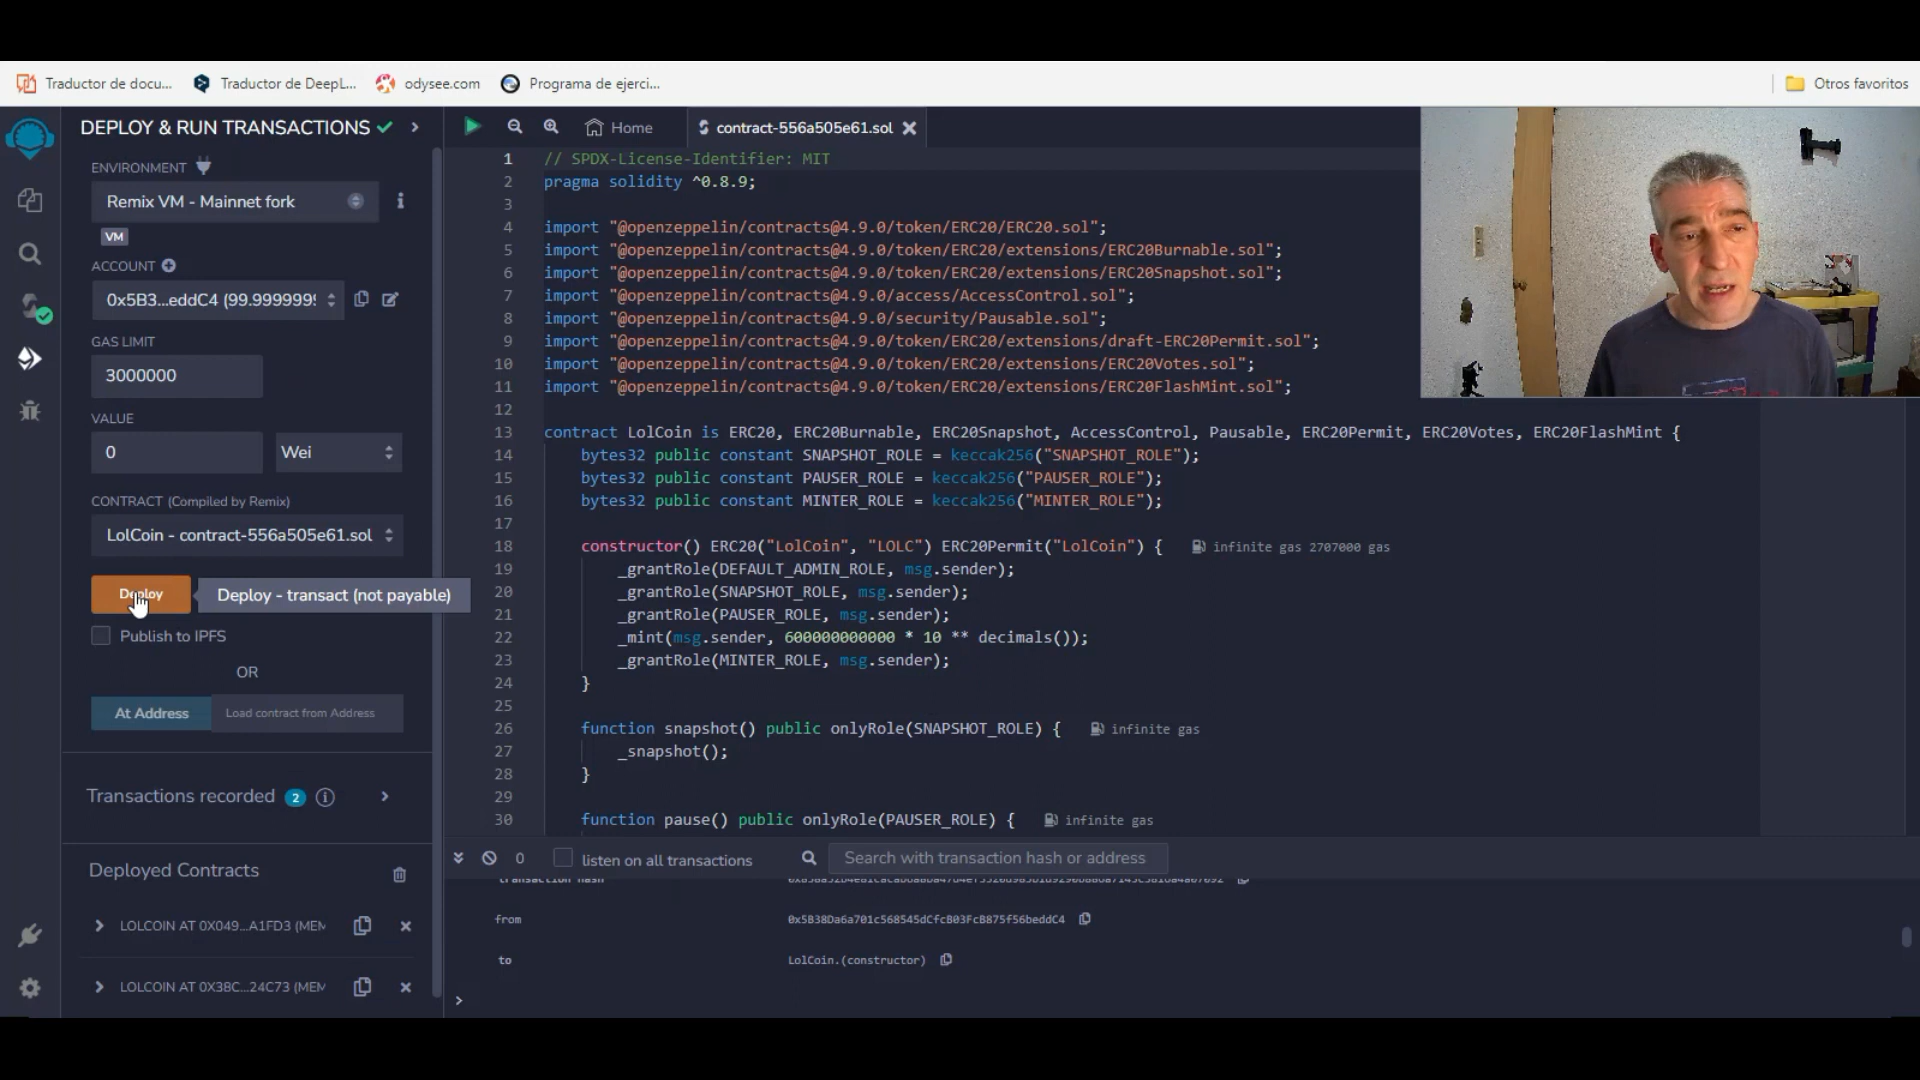 Traductor de docu...
Traductor de DeepL...
odysee.com
Programa de ejerci...
Otros favoritos
DEPLOY & RUN TRANSACTIONS
ENVIRONMENT
Remix VM - Mainnet fork
VM
ACCOUNT
0x5B3...eddC4 (99.9999999
GAS LIMIT
3000000
VALUE
0
Wei
CONTRACT (Compiled by Remix)
LolCoin - contract-556a505e61.sol
Deploy
Deploy - transact (not payable)
Publish to IPFS
OR
At Address
Load contract from Address
Transactions recorded 2
Deployed Contracts
LOLCOIN AT 0X049...A1FD3 (MEM
LOLCOIN AT 0X38C...24C73 (MEM
Home
contract-556a505e61.sol
1 // SPDX-License-Identifier: MIT
2 pragma solidity ^0.8.9;
3
4 import "@openzeppelin/contracts@4.9.0/token/ERC20/ERC20.sol";
5 import "@openzeppelin/contracts@4.9.0/token/ERC20/extensions/ERC20Burnable.sol";
6 import "@openzeppelin/contracts@4.9.0/token/ERC20/extensions/ERC20Snapshot.sol";
7 import "@openzeppelin/contracts@4.9.0/access/AccessControl.sol";
8 import "@openzeppelin/contracts@4.9.0/security/Pausable.sol";
9 import "@openzeppelin/contracts@4.9.0/token/ERC20/extensions/draft-ERC20Permit.sol";
10 import "@openzeppelin/contracts@4.9.0/token/ERC20/extensions/ERC20Votes.sol";
11 import "@openzeppelin/contracts@4.9.0/token/ERC20/extensions/ERC20FlashMint.sol";
12
13 contract LolCoin is ERC20, ERC20Burnable, ERC20Snapshot, AccessControl, Pausable, ERC20Permit, ERC20Votes, ERC20FlashMint {
14 bytes32 public constant SNAPSHOT_ROLE = keccak256("SNAPSHOT_ROLE");
15 bytes32 public constant PAUSER_ROLE = keccak256("PAUSER_ROLE");
16 bytes32 public constant MINTER_ROLE = keccak256("MINTER_ROLE");
17
18 constructor() ERC20("LolCoin", "LOLC") ERC20Permit("LolCoin") { infinite gas 2707000 gas
19 _grantRole(DEFAULT_ADMIN_ROLE, msg.sender);
20 _grantRole(SNAPSHOT_ROLE, msg.sender);
21 _grantRole(PAUSER_ROLE, msg.sender);
22 _mint(msg.sender, 600000000000 * 10 ** decimals());
23 _grantRole(MINTER_ROLE, msg.sender);
24 }
25
26 function snapshot() public onlyRole(SNAPSHOT_ROLE) { infinite gas
27 _snapshot();
28 }
29
30 function pause() public onlyRole(PAUSER_ROLE) { infinite gas
0
listen on all transactions
Search with transaction hash or address
transaction hash
from 0x5B38Da6a701c568545dCfcB03FcB875f56beddC4
to LolCoin.(constructor)
>